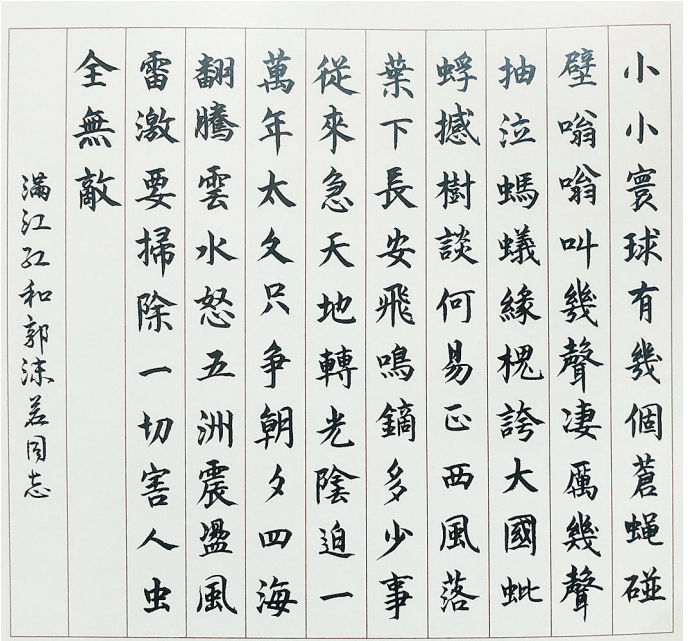 小小寰球有幾個蒼蠅碰
壁嗡嗡叫幾聲凄厲幾聲
抽泣螞蟻緣槐誇大國蚍
蜉撼樹談何易正西風落
葉下長安飛鳴鏑多少事
從來急天地轉光陰迫一
萬年太久只争朝夕四海
翻騰雲水怒五洲震盪風
雷激要掃除一切害人虫
全無敵
滿江紅和郭沫若同志